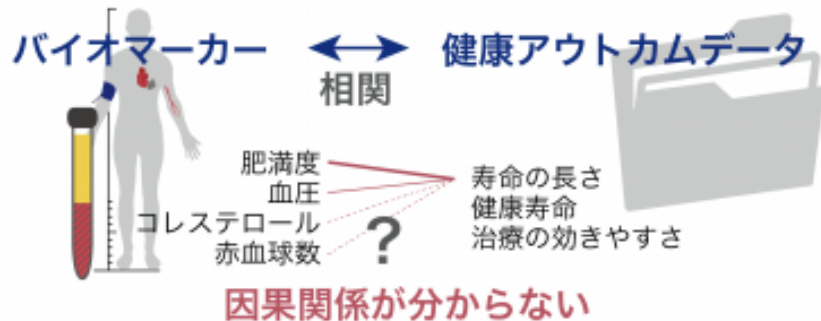 バイオマーカー
健康アウトカムデータ
相関
肥満度
血圧
コレステロール
赤血球数
?
寿命の長さ
健康寿命
治療の効きやすさ
因果関係が分からない